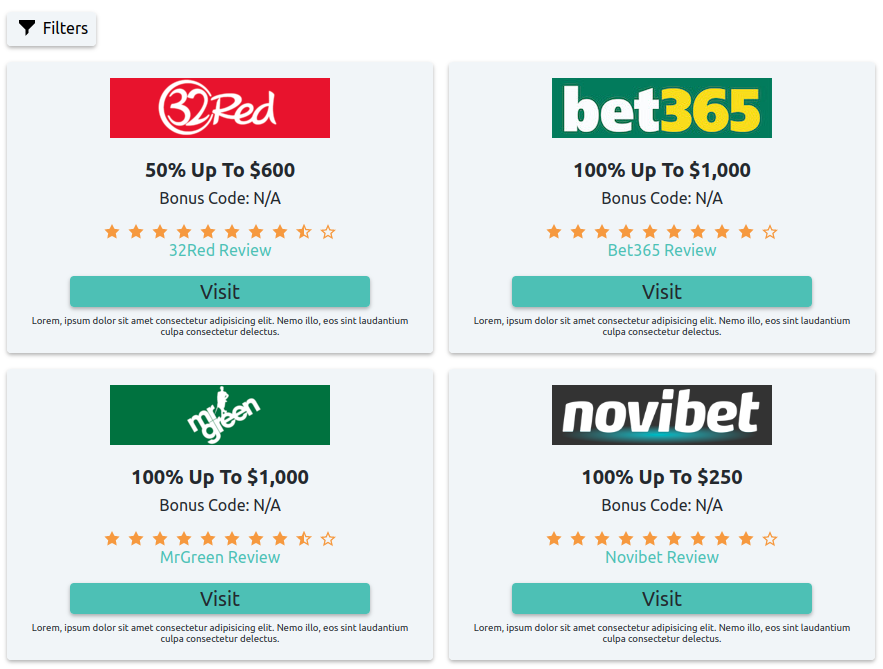 Filters
32Red
50% Up To $600
Bonus Code: N/A
32Red Review
Visit
Lorem, ipsum dolor sit amet consectetur adipisicing elit. Nemo illo, eos sint laudantium
culpa consectetur delectus.
bet365
100% Up To $1,000
Bonus Code: N/A
Bet365 Review
Visit
Lorem, ipsum dolor sit amet consectetur adipisicing elit. Nemo illo, eos sint laudantium
culpa consectetur delectus.
mr
green
100% Up To $1,000
Bonus Code: N/A
MrGreen Review
Visit
Lorem, ipsum dolor sit amet consectetur adipisicing elit. Nemo illo, eos sint laudantium
culpa consectetur delectus.
novibet
100% Up To $250
Bonus Code: N/A
Novibet Review
Visit
Lorem, ipsum dolor sit amet consectetur adipisicing elit. Nemo illo, eos sint laudantium
culpa consectetur delectus.